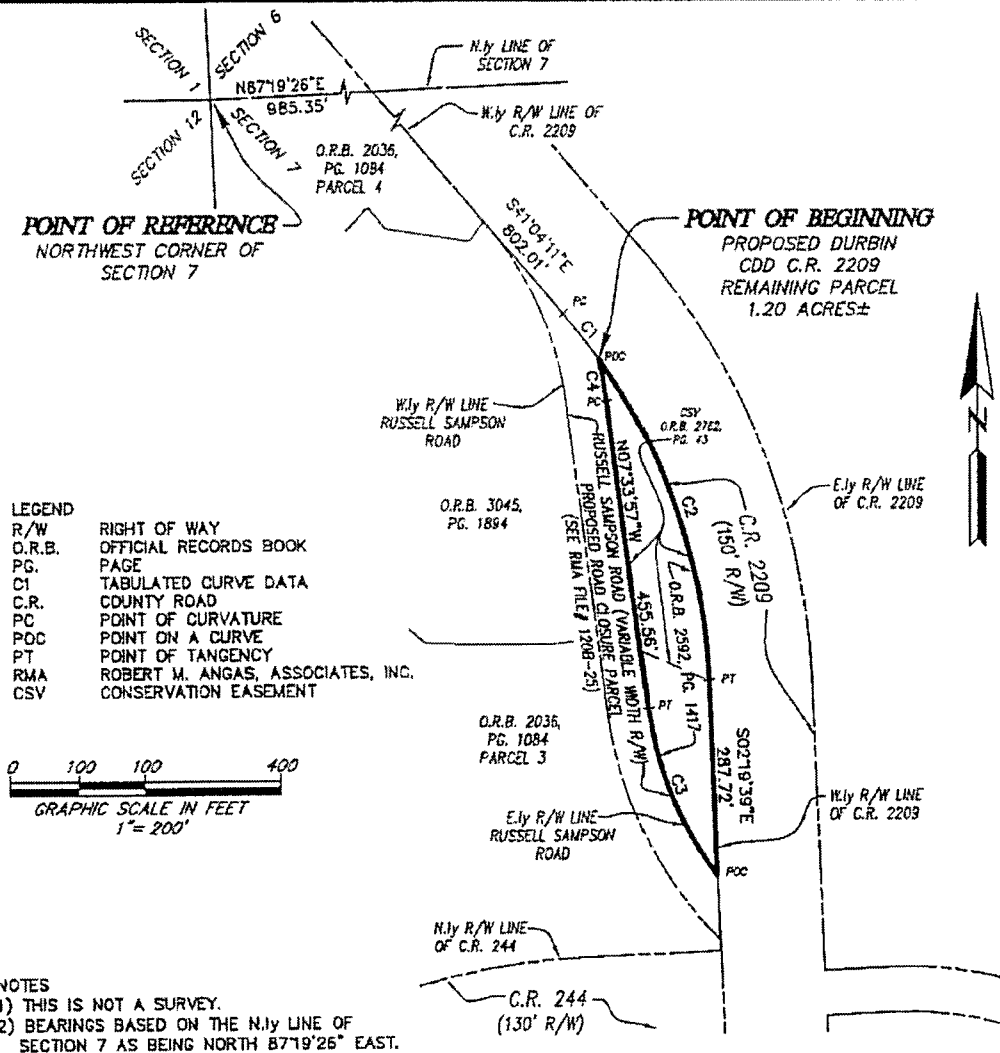 SECTION 1
SECTION 6
SECTION 12
SECTION 7
N87°19'26"E
985.35'
N.ly LINE OF
SECTION 7
W.ly R/W LINE OF
C.R. 2209
O.R.B. 2036,
PG. 1084
PARCEL 4
POINT OF REFERENCE
NORTHWEST CORNER OF
SECTION 7
S41°04'11"E
802.01'
POINT OF BEGINNING
PROPOSED DURBIN
CDD C.R. 2209
REMAINING PARCEL
1.20 ACRES±
PC
C1
POC
C4
W.ly R/W LINE
RUSSELL SAMPSON
ROAD
CSV
O.R.B. 2762,
PG. 43
N
E.ly R/W LINE
OF C.R. 2209
C2
C.R. 2209
(150' R/W)
O.R.B. 3045,
PG. 1894
N07°33'57"W
455.56'
RUSSELL SAMPSON ROAD (VARIABLE WIDTH R/W)
PROPOSED ROAD CLOSURE PARCEL
(SEE RMA FILE# 120B-25)
O.R.B. 2592, PG. 1417
LEGEND
R/W RIGHT OF WAY
O.R.B. OFFICIAL RECORDS BOOK
PG. PAGE
C1 TABULATED CURVE DATA
C.R. COUNTY ROAD
PC POINT OF CURVATURE
POC POINT ON A CURVE
PT POINT OF TANGENCY
RMA ROBERT M. ANGAS, ASSOCIATES, INC.
CSV CONSERVATION EASEMENT
PT
PT
O.R.B. 2036,
PG. 1084
PARCEL 3
S02°19'39"E
287.72'
C3
0 100 100 400
GRAPHIC SCALE IN FEET
1"= 200'
E.ly R/W LINE
RUSSELL SAMPSON
ROAD
W.ly R/W LINE
OF C.R. 2209
POC
N.ly R/W LINE
OF C.R. 244
C.R. 244
(130' R/W)
NOTES
1) THIS IS NOT A SURVEY.
2) BEARINGS BASED ON THE N.ly LINE OF
SECTION 7 AS BEING NORTH 87°19'26" EAST.